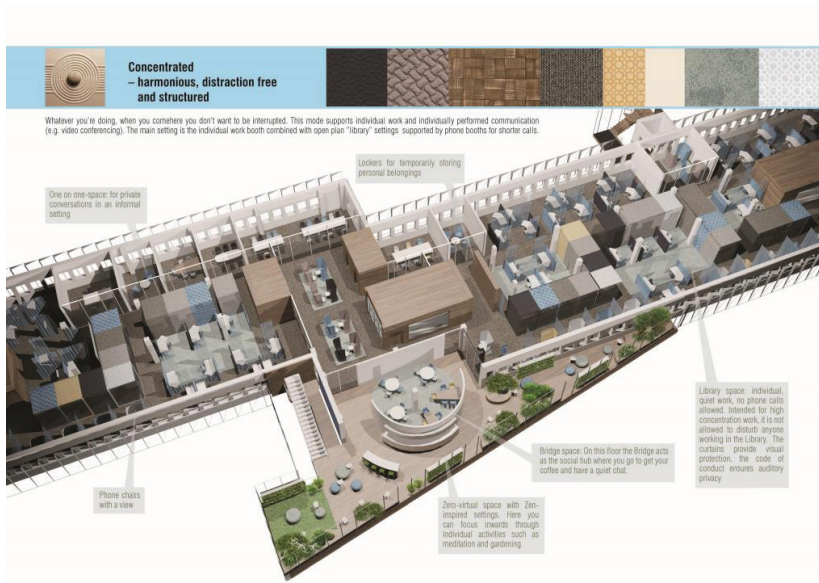 Concentrated
– harmonious, distraction free
and structured
Whatever you're doing, when you comehere you don't want to be interrupted. This mode supports individual work and individually performed communication
(e.g. video conferencing). The main setting is the individual work booth combined with open plan "library" settings supported by phone booths for shorter calls.
Lockers for temporarily storing
personal belongings
One on one-space: for private
conversations in an informal
setting
Library space: individual,
quiet work, no phone calls
allowed. Intended for high
concentration work, it is not
allowed to disturb anyone
working in the Library. The
curtains provide visual
protection, the code of
conduct ensures auditory
privacy
Bridge space: On this floor the Bridge acts
as the social hub where you go to get your
coffee and have a quiet chat.
Phone chairs
with a view
Zero-virtual space with Zen-
inspired settings. Here you
can focus inwards through
individual activities such as
meditation and gardening